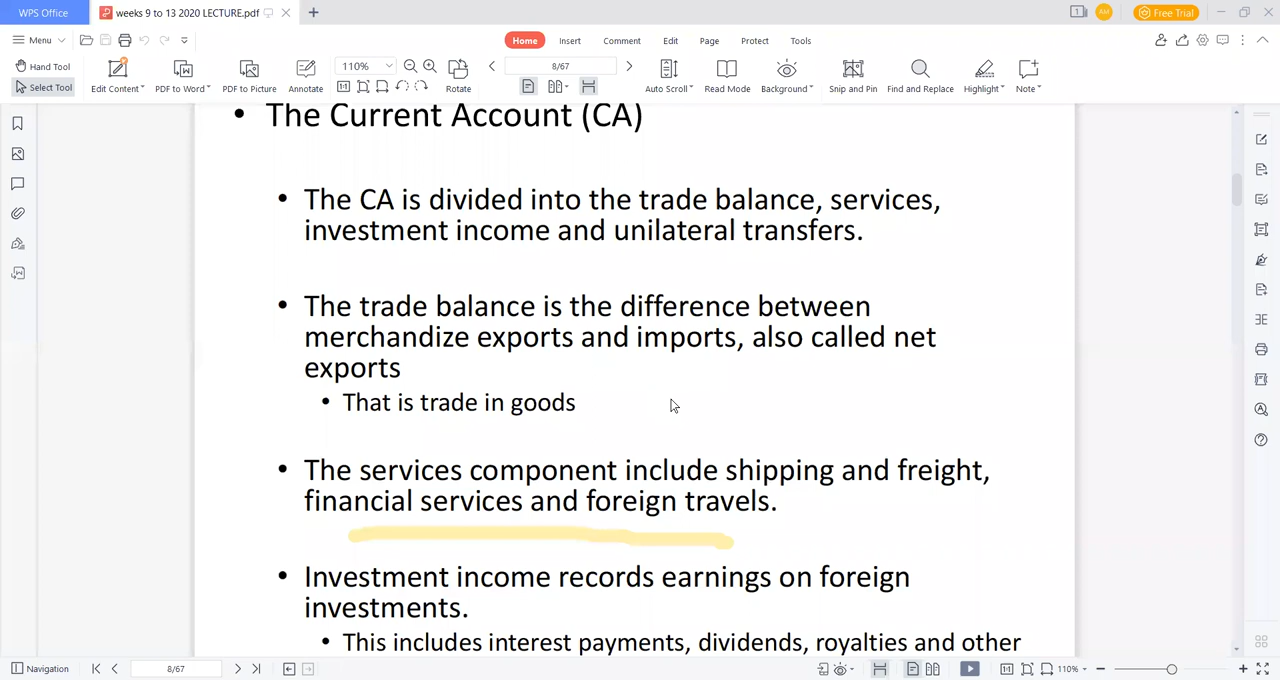 WPS Office
weeks 9 to 13 2020 LECTURE.pdf
1
AM
Free Trial
Menu
Home
Insert
Comment
Edit
Page
Protect
Tools
Hand Tool
Select Tool
Edit Content
PDF to Word
PDF to Picture
Annotate
110%
Rotate
8/67
Auto Scroll
Read Mode
Background
Snip and Pin
Find and Replace
Highlight
Note
• The Current Account (CA)
• The CA is divided into the trade balance, services,
investment income and unilateral transfers.
• The trade balance is the difference between
merchandize exports and imports, also called net
exports
• That is trade in goods
• The services component include shipping and freight,
financial services and foreign travels.
• Investment income records earnings on foreign
investments.
• This includes interest payments, dividends, royalties and other
Navigation
8/67
110%